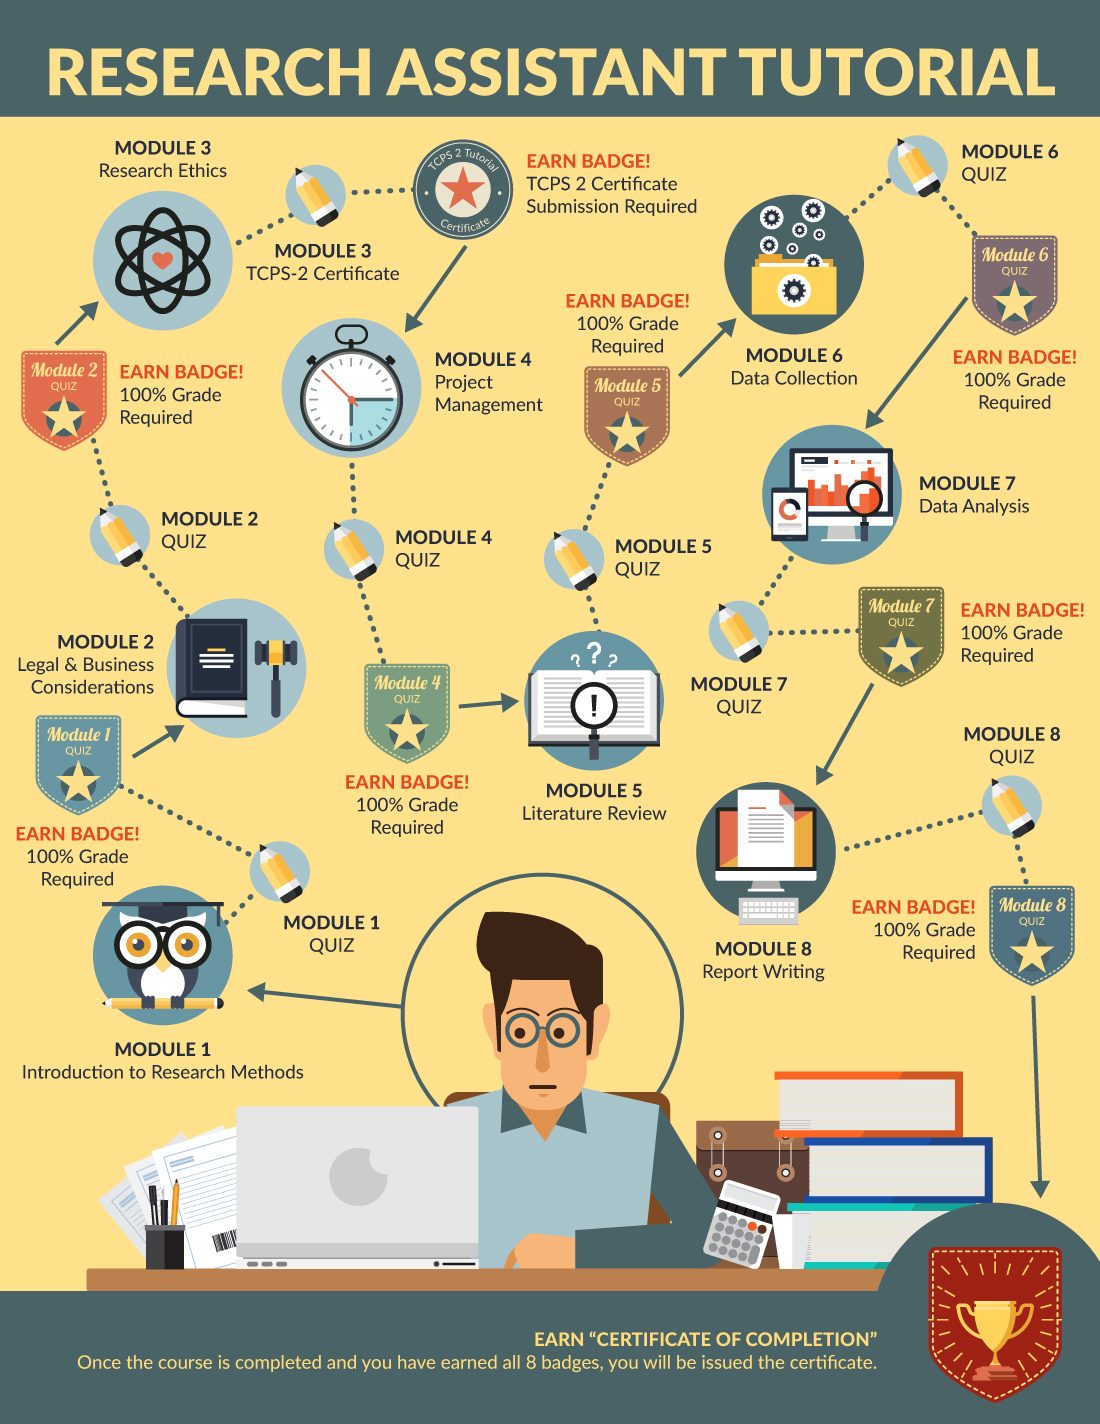 RESEARCH ASSISTANT TUTORIAL
MODULE 3
Research Ethics
MODULE 3
TCPS-2 Certificate
TCPS 2 Tutorial
Certificate
EARN BADGE!
TCPS 2 Certificate
Submission Required
MODULE 6
QUIZ
Module 6
QUIZ
EARN BADGE!
100% Grade
Required
EARN BADGE!
100% Grade
Required
Module 5
QUIZ
MODULE 6
Data Collection
Module 2
QUIZ
EARN BADGE!
100% Grade
Required
MODULE 4
Project
Management
MODULE 7
Data Analysis
MODULE 2
QUIZ
MODULE 4
QUIZ
MODULE 5
QUIZ
Module 7
QUIZ
EARN BADGE!
100% Grade
Required
MODULE 2
Legal & Business
Considerations
Module 4
QUIZ
EARN BADGE!
100% Grade
Required
? ? ?
!
MODULE 5
Literature Review
MODULE 7
QUIZ
Module 1
QUIZ
EARN BADGE!
100% Grade
Required
MODULE 8
QUIZ
MODULE 1
QUIZ
EARN BADGE!
100% Grade
Required
Module 8
QUIZ
MODULE 8
Report Writing
MODULE 1
Introduction to Research Methods
EARN “CERTIFICATE OF COMPLETION”
Once the course is completed and you have earned all 8 badges, you will be issued the certificate.